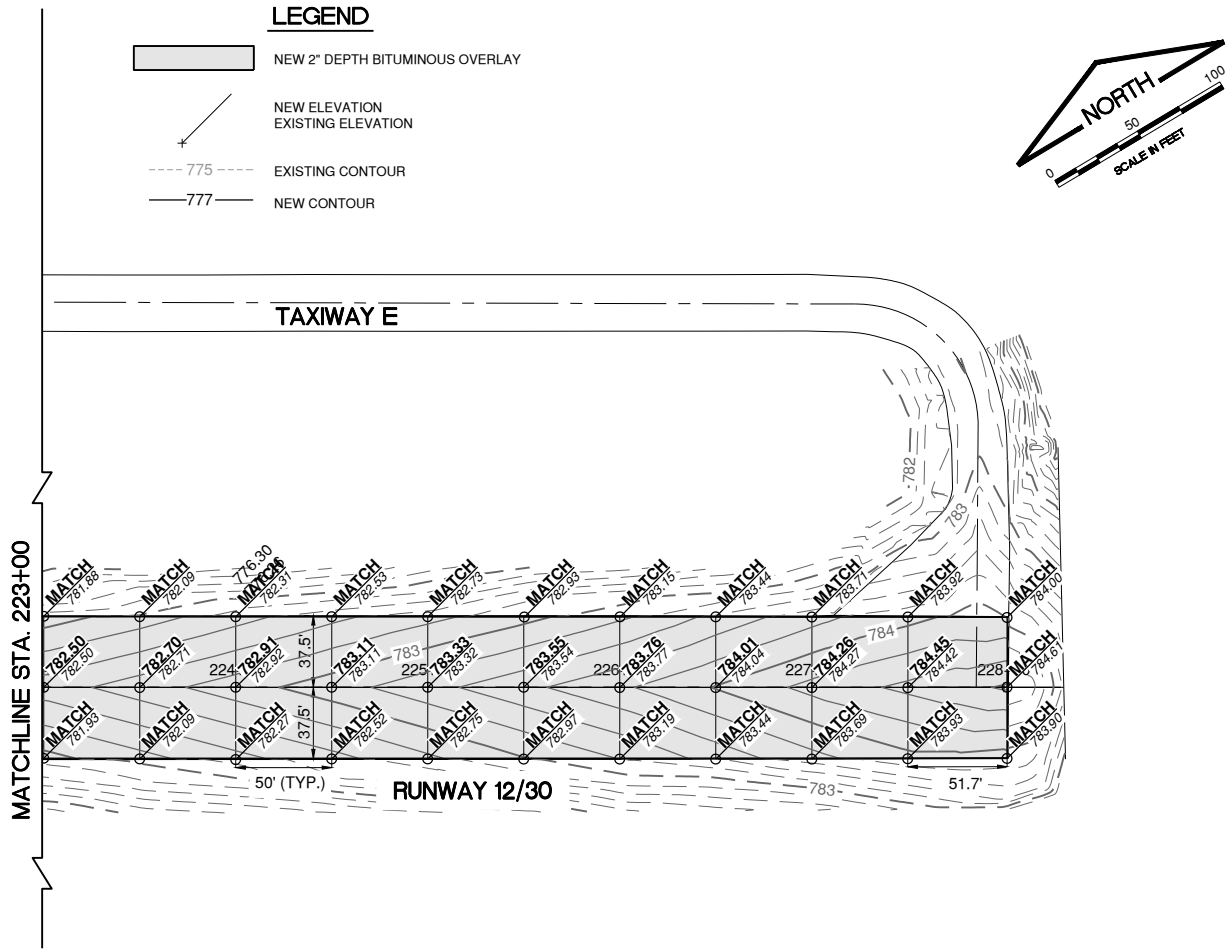 LEGEND
NEW 2" DEPTH BITUMINOUS OVERLAY
NEW ELEVATION
EXISTING ELEVATION
775
EXISTING CONTOUR
777
NEW CONTOUR
NORTH
0 50 100
SCALE IN FEET
TAXIWAY E
782
783
MATCHLINE STA. 223+00
776.30
MATCH 781.88
MATCH 782.09
MATCH 782.31
MATCH 782.53
MATCH 782.73
MATCH 782.93
MATCH 783.15
MATCH 783.44
MATCH 783.71
MATCH 783.92
MATCH 784.00
784
783
782.50 782.50
782.70 782.71
782.91 782.92
783.11 783.11
783.33 783.32
783.55 783.54
783.76 783.77
784.01 784.04
784.26 784.27
784.45 784.42
MATCH 784.61
224
225
226
227
228
37.5'
37.5'
MATCH 781.93
MATCH 782.09
MATCH 782.27
MATCH 782.52
MATCH 782.75
MATCH 782.97
MATCH 783.19
MATCH 783.44
MATCH 783.69
MATCH 783.93
MATCH 783.90
50' (TYP.)
RUNWAY 12/30
783
51.7'